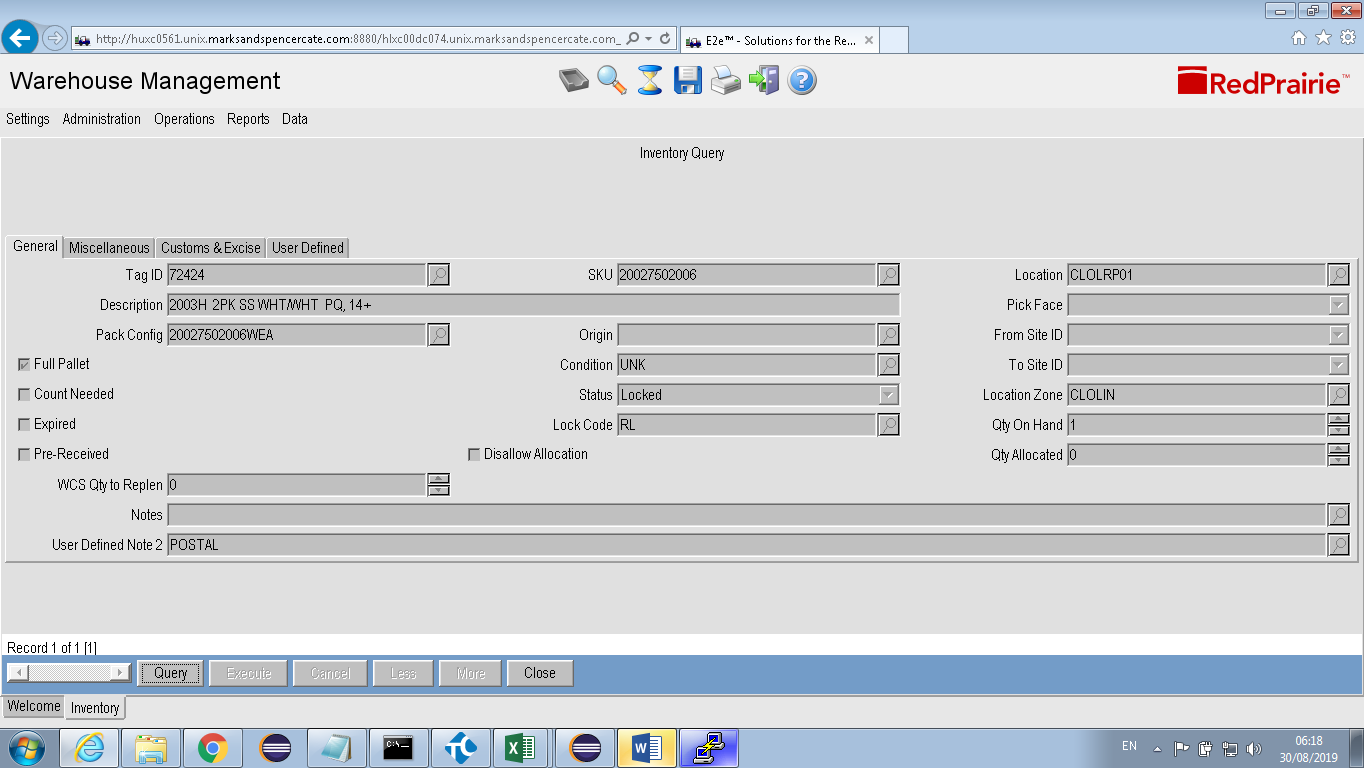 http://huxc0561.unix.marksandspencercate.com:8880/hlxc00dc074.unix.marksandspencercate.com_
E2e™ - Solutions for the Re...
Warehouse Management
RedPrairie™
Settings Administration Operations Reports Data
Inventory Query
General Miscellaneous Customs & Excise User Defined
Tag ID 72424 SKU 20027502006 Location CLOLRP01
Description 2003H 2PK SS WHT/WHT PQ, 14+ Pick Face
Pack Config 20027502006WEA Origin From Site ID
Full Pallet Condition UNK To Site ID
Count Needed Status Locked Location Zone CLOLIN
Expired Lock Code RL Qty On Hand 1
Pre-Received Disallow Allocation Qty Allocated 0
WCS Qty to Replen 0
Notes
User Defined Note 2 POSTAL
Record 1 of 1 [1]
Query Execute Cancel Less More Close
Welcome Inventory
C:\
EN 06:18
30/08/2019